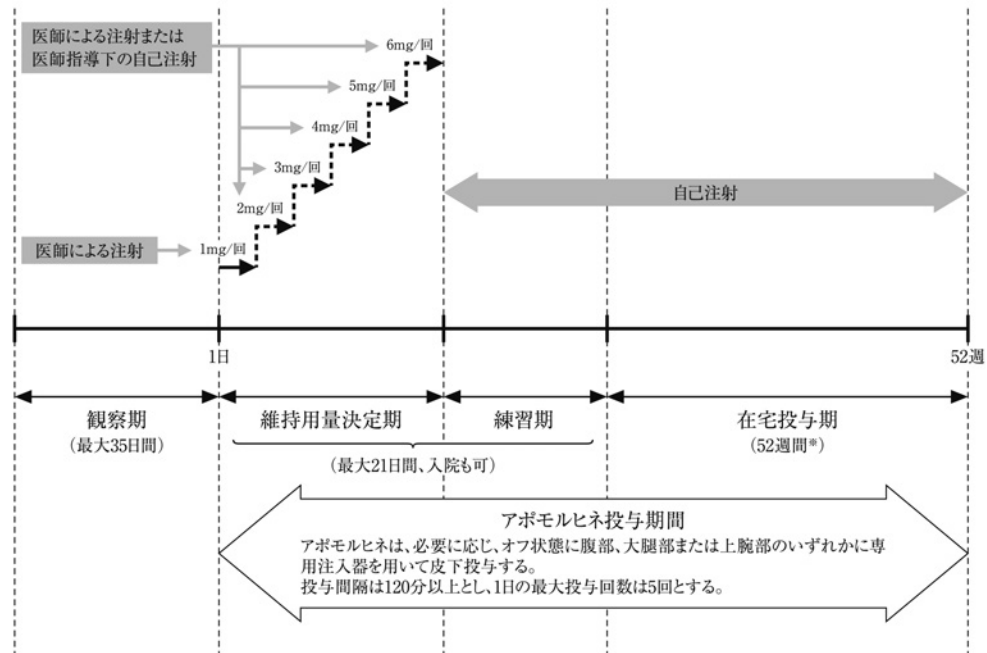 医師による注射または
医師指導下の自己注射
6mg/回
5mg/回
4mg/回
3mg/回
2mg/回
自己注射
医師による注射
1mg/回
1日
52週
観察期
(最大35日間)
維持用量決定期
練習期
在宅投与期
(52週間※)
(最大21日間、入院も可)
アポモルヒネ投与期間
アポモルヒネは、必要に応じ、オフ状態に腹部、大腿部または上腕部のいずれかに専
用注入器を用いて皮下投与する。
投与間隔は120分以上とし、1日の最大投与回数は5回とする。